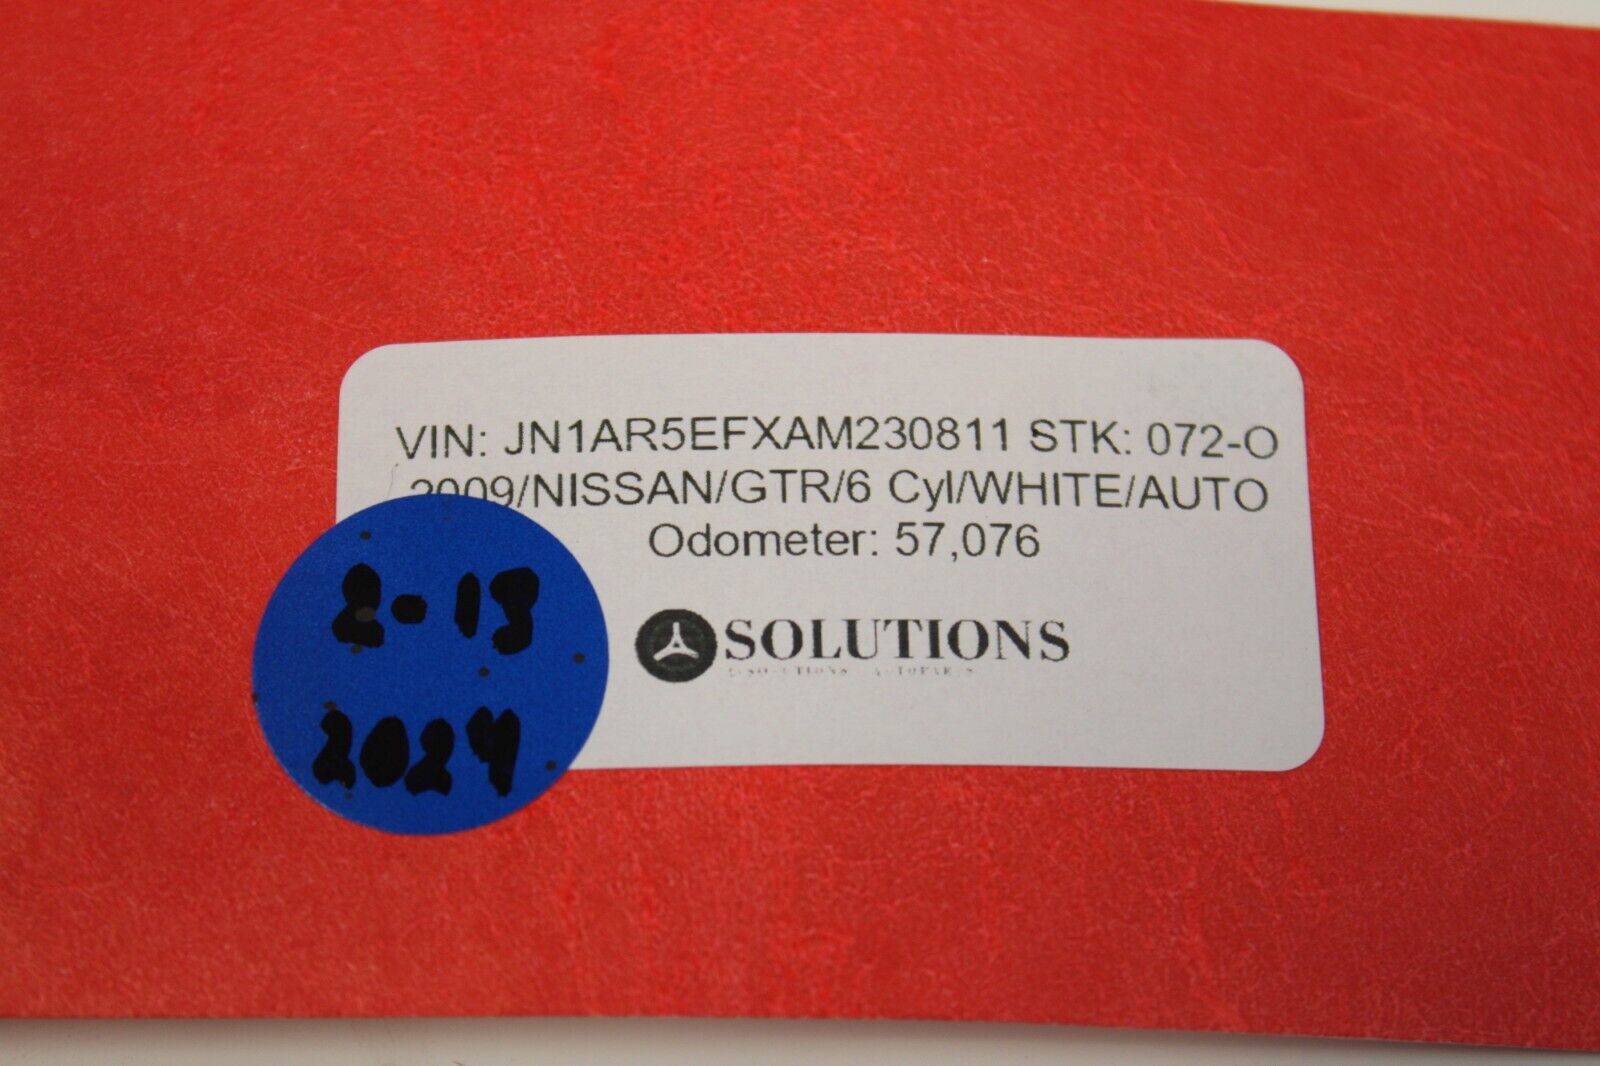 VIN: JN1AR5EFXAM230811 STK: 072-O
2009/NISSAN/GTR/6 Cyl/WHITE/AUTO
Odometer: 57,076
SOLUTIONS
2-13
2024